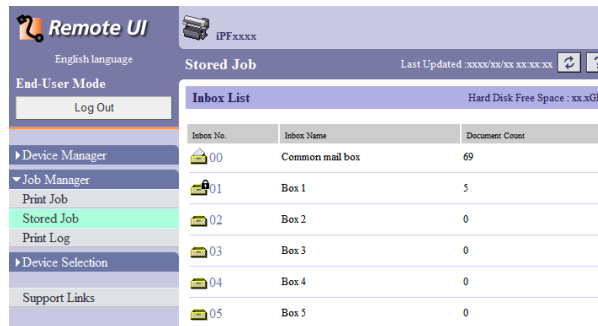 Remote UI
English language
End-User Mode
Log Out
Device Manager
Job Manager
Print Job
Stored Job
Print Log
Device Selection
Support Links
iPFxxxx
Stored Job Last Updated :xxxx/xx/xx xx:xx:xx ?
Inbox List Hard Disk Free Space : xx.xG
Inbox No. Inbox Name Document Count
00 Common mail box 69
01 Box 1 5
02 Box 2 0
03 Box 3 0
04 Box 4 0
05 Box 5 0